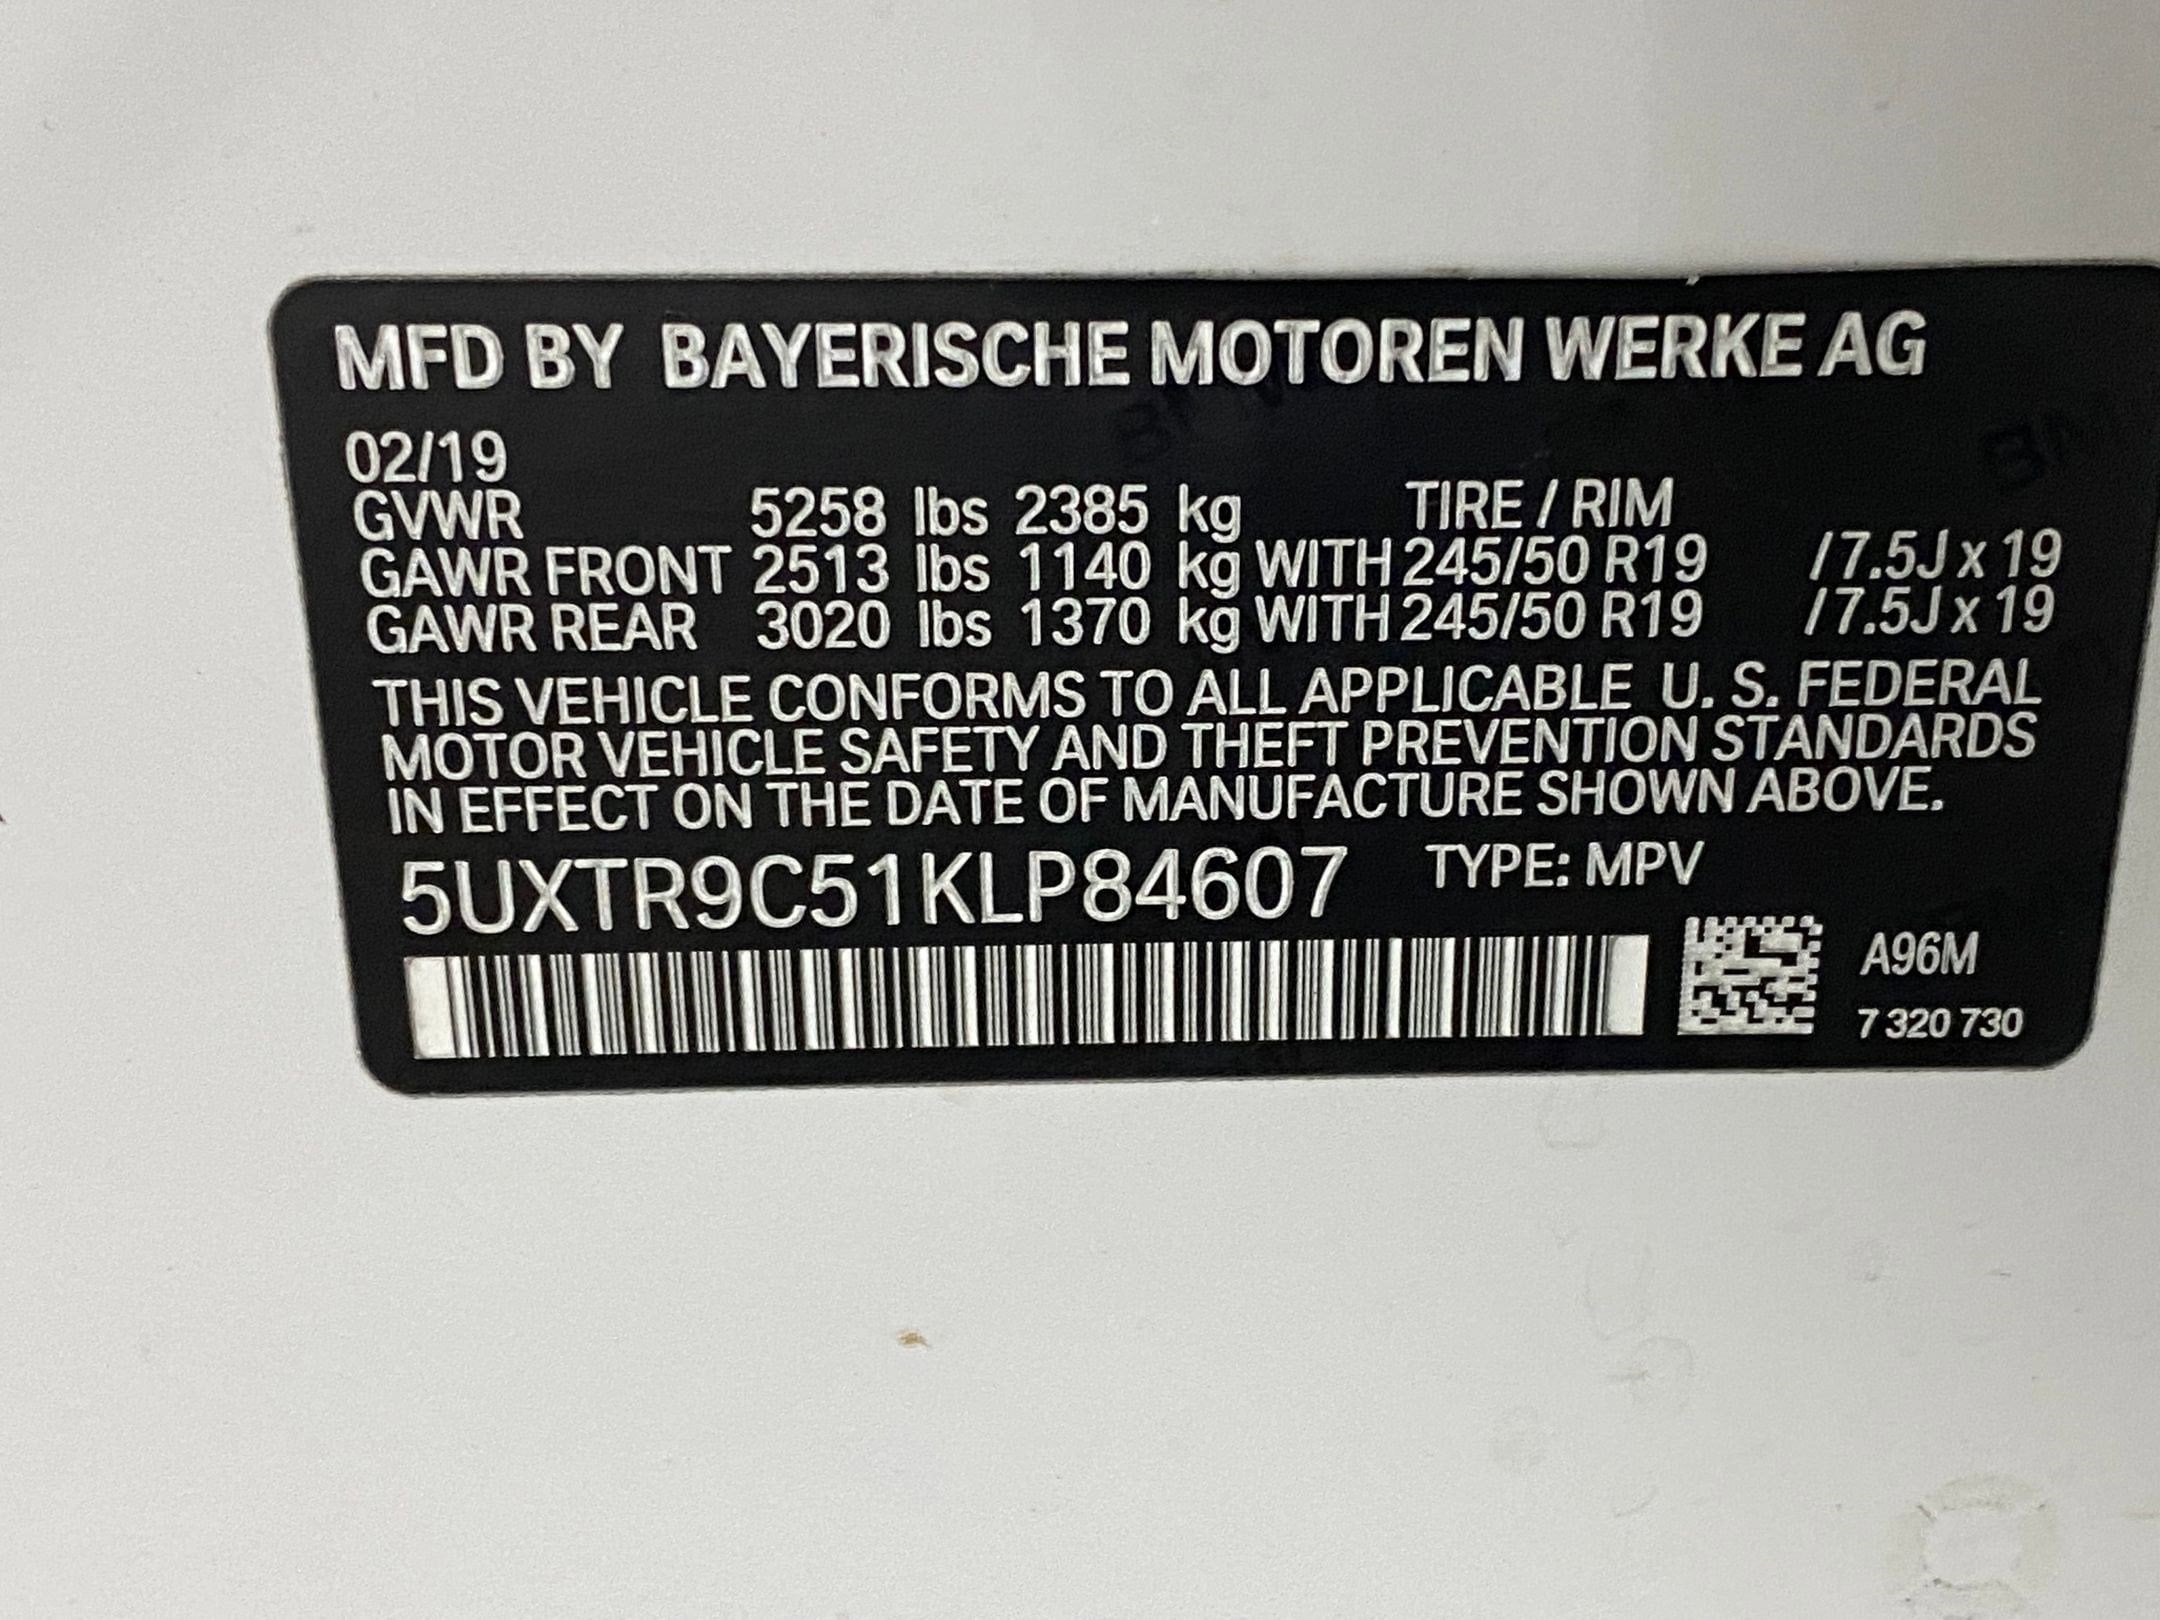 MFD BY BAYERISCHE MOTOREN WERKE AG
02/19
GVWR 5258 lbs 2385 kg TIRE / RIM
GAWR FRONT 2513 lbs 1140 kg WITH 245/50 R19 /7.5J x 19
GAWR REAR 3020 lbs 1370 kg WITH 245/50 R19 /7.5J x 19
THIS VEHICLE CONFORMS TO ALL APPLICABLE U. S. FEDERAL
MOTOR VEHICLE SAFETY AND THEFT PREVENTION STANDARDS
IN EFFECT ON THE DATE OF MANUFACTURE SHOWN ABOVE.
5UXTR9C51KLP84607 TYPE: MPV
A96M
7 320 730